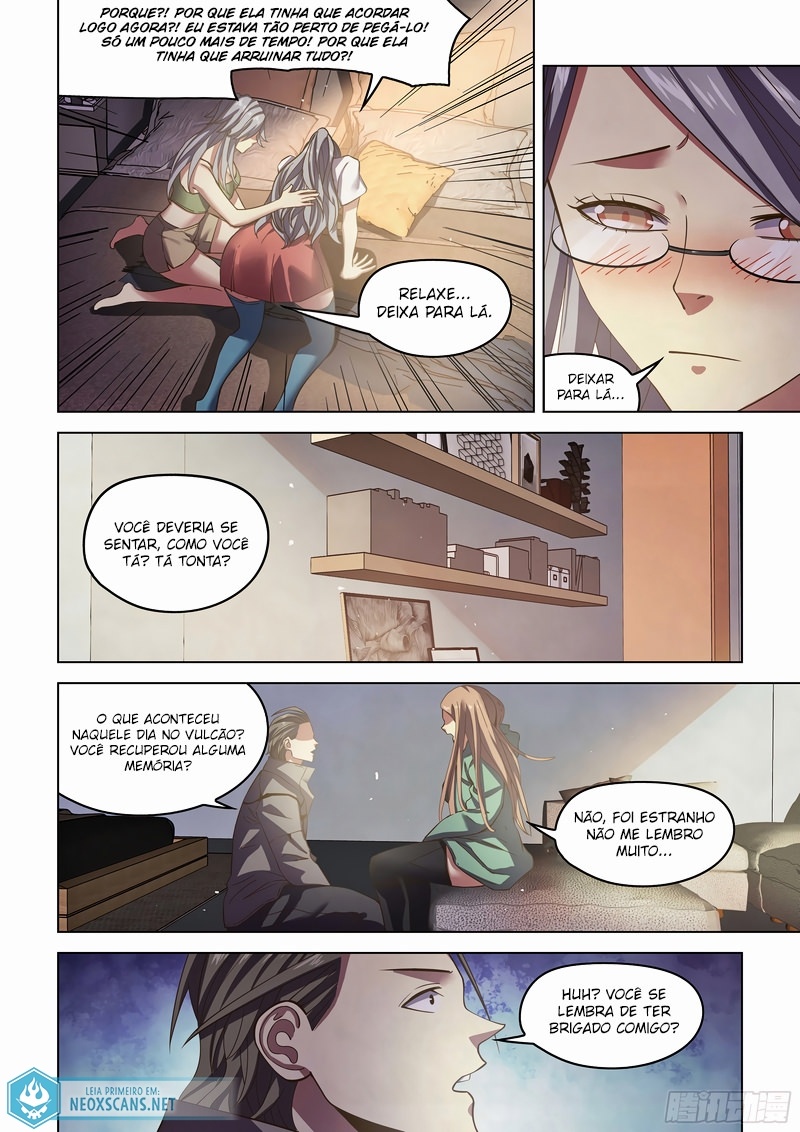 PORQUE?! POR QUE ELA TINHA QUE ACORDAR
LOGO AGORA?! EU ESTAVA TÃO PERTO DE PEGÁ-LO!
SÓ UM POUCO MAIS DE TEMPO! POR QUE ELA
TINHA QUE ARRUINAR TUDO?!
RELAXE...
DEIXA PARA LÁ.
DEIXAR
PARA LÁ...
VOCÊ DEVERIA SE
SENTAR, COMO VOCÊ
TÁ? TÁ TONTA?
O QUE ACONTECEU
NAQUELE DIA NO VULCÃO?
VOCÊ RECUPEROU ALGUMA
MEMÓRIA?
NÃO, FOI ESTRANHO
NÃO ME LEMBRO
MUITO...
HUH? VOCÊ SE
LEMBRA DE TER
BRIGADO COMIGO?
LEIA PRIMEIRO EM:
NEOXSCANS.NET
腾讯动漫